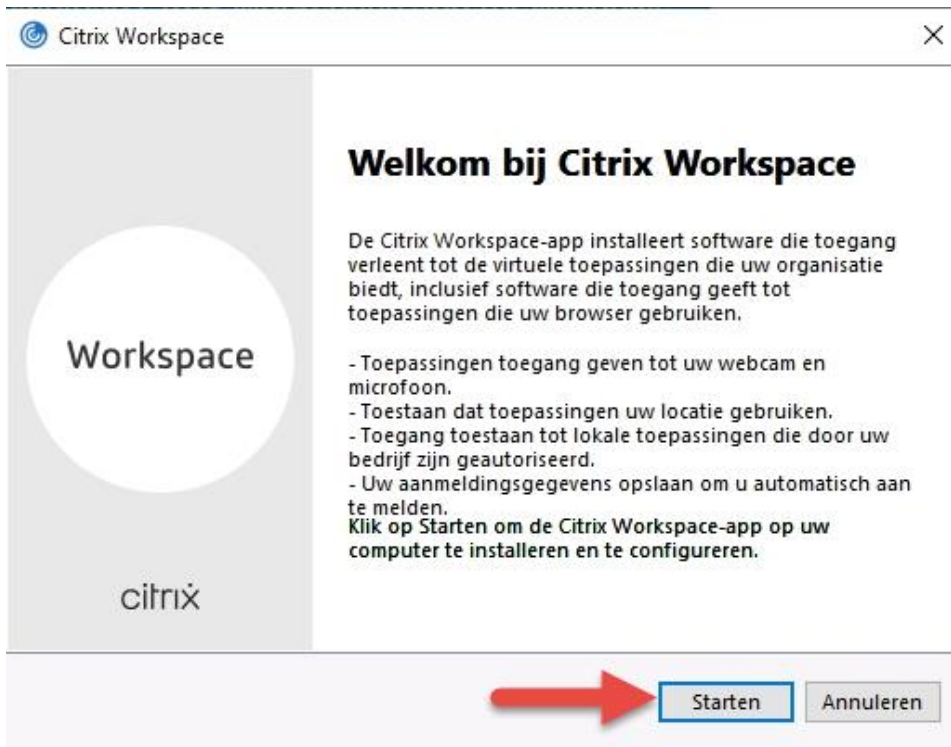 Citrix Workspace
Welkom bij Citrix Workspace
De Citrix Workspace-app installeert software die toegang
verleent tot de virtuele toepassingen die uw organisatie
biedt, inclusief software die toegang geeft tot
toepassingen die uw browser gebruiken.
- Toepassingen toegang geven tot uw webcam en
microfoon.
- Toestaan dat toepassingen uw locatie gebruiken.
- Toegang toestaan tot lokale toepassingen die door uw
bedrijf zijn geautoriseerd.
- Uw aanmeldingsgegevens opslaan om u automatisch aan
te melden.
Klik op Starten om de Citrix Workspace-app op uw
computer te installeren en te configureren.
Workspace
citrix
Starten
Annuleren